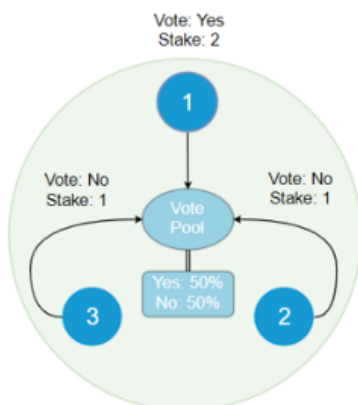 Vote: Yes
Stake: 2
1
Vote: No
Stake: 1
Vote: No
Stake: 1
Vote
Pool
Yes: 50%
No: 50%
3
2